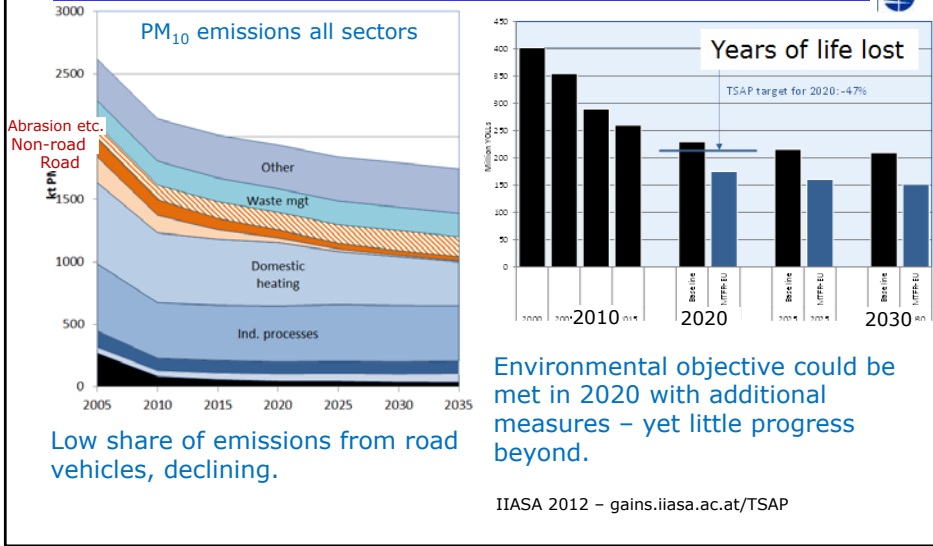 3000
2500
1500
1000
500
0
PM10 emissions all sectors
Abrasion etc.
Non-road
Road
Other
Waste mgt
Domestic
heating
Ind. processes
2005 2010 2015 2020 2025 2030 2035
Low share of emissions from road
vehicles, declining.
Years of life lost
TSAP target for 2020:-47%
Million YOLLs
450
400
350
300
250
200
150
100
50
0
Baseline
MTFR-EU
Baseline
MTFR-EU
Baseline
MTFR-EU
2000
2010
2020
2025
2025
2030
Environmental objective could be
met in 2020 with additional
measures – yet little progress
beyond.
IIASA 2012 – gains.iiasa.ac.at/TSAP